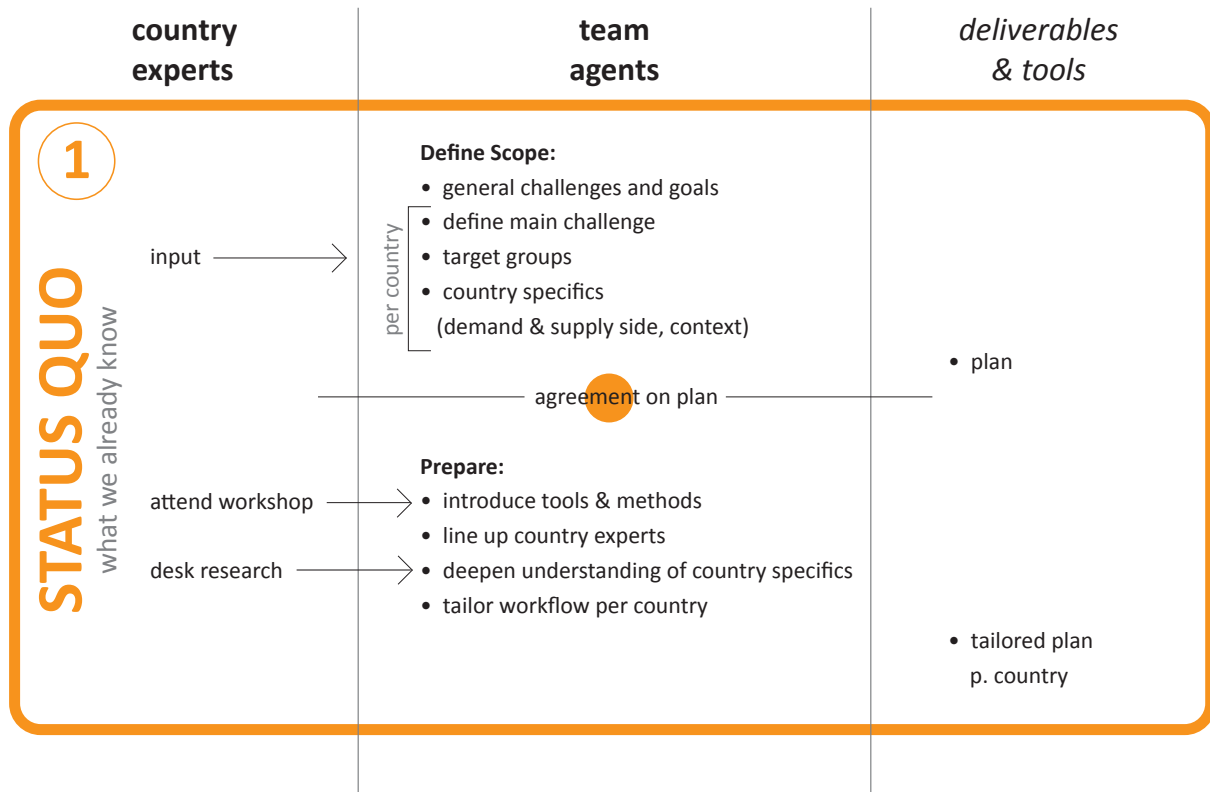 country
experts
team
agents
deliverables
& tools
1
STATUS QUO
what we already know
input
per country
Define Scope:
• general challenges and goals
• define main challenge
• target groups
• country specifics
(demand & supply side, context)
• plan
agreement on plan
attend workshop
desk research
Prepare:
• introduce tools & methods
• line up country experts
• deepen understanding of country specifics
• tailor workflow per country
• tailored plan
p. country